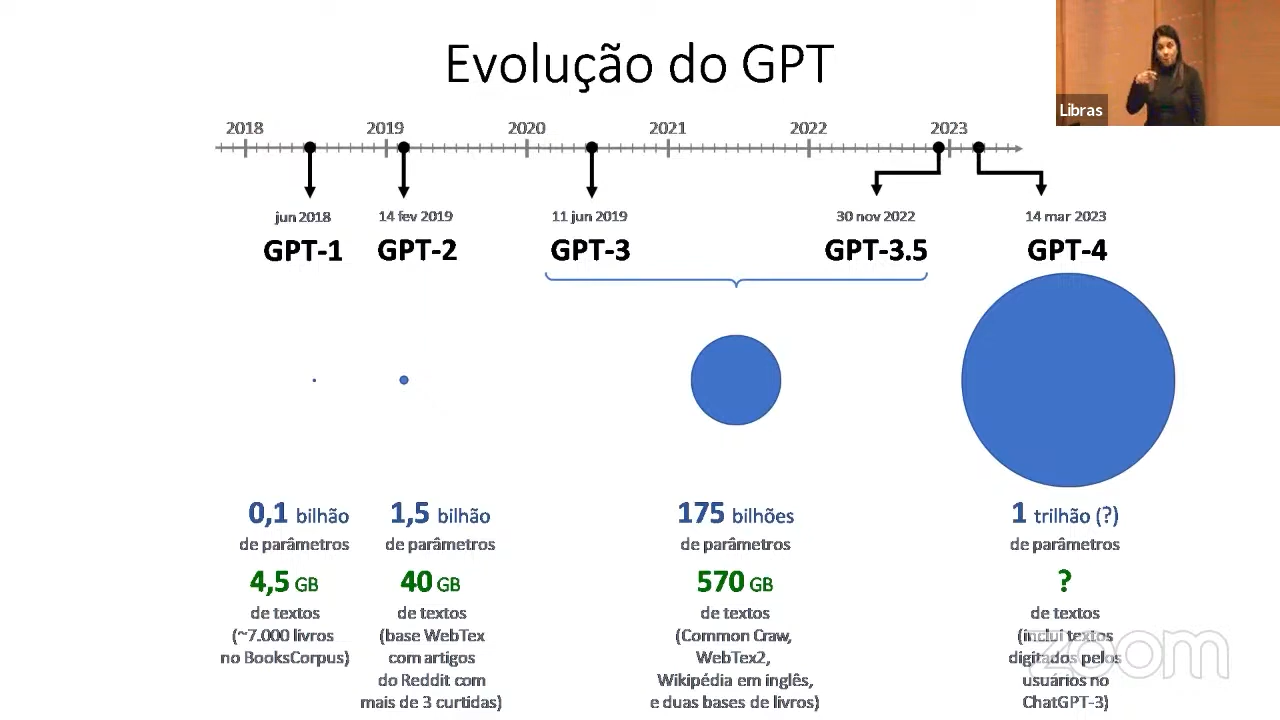 Evolução do GPT
Libras
2018 2019 2020 2021 2022 2023
jun 2018 14 fev 2019 11 jun 2019 30 nov 2022 14 mar 2023
GPT-1 GPT-2 GPT-3 GPT-3.5 GPT-4
0,1 bilhão
de parâmetros
4,5 GB
de textos
(~7.000 livros
no BooksCorpus)
1,5 bilhão
de parâmetros
40 GB
de textos
(base WebTex
com artigos
do Reddit com
mais de 3 curtidas)
175 bilhões
de parâmetros
570 GB
de textos
(Common Craw,
WebTex2,
Wikipédia em inglês,
e duas bases de livros)
1 trilhão (?)
de parâmetros
?
de textos
(inclui textos
digitados pelos
usuários no
ChatGPT-3)
zoom